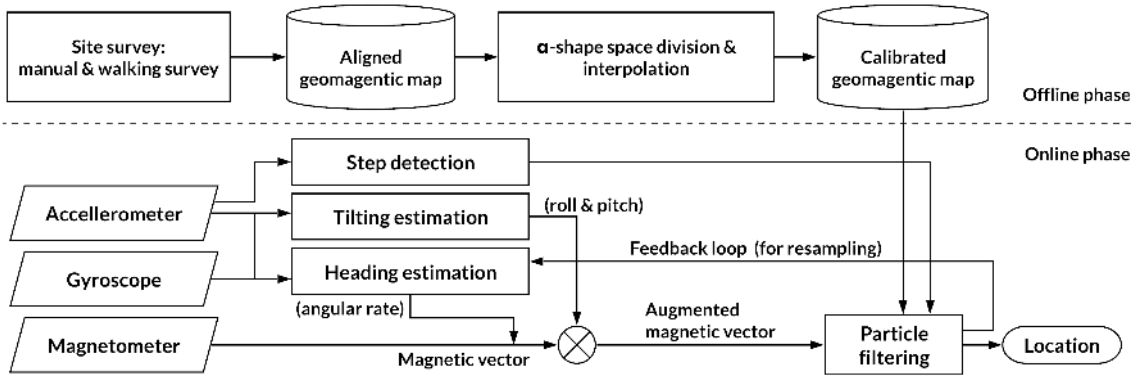 Site survey:
manual & walking survey
Aligned
geomagentic map
α-shape space division &
interpolation
Calibrated
geomagentic map
Offline phase
Online phase
Step detection
Accellerometer
Tilting estimation
(roll & pitch)
Feedback loop (for resampling)
Gyroscope
Heading estimation
(angular rate)
Augmented
magnetic vector
Magnetometer
Magnetic vector
Particle
filtering
Location